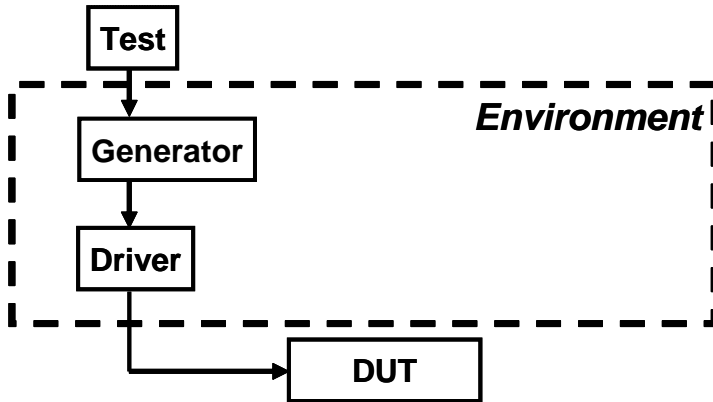 Test
Environment
Generator
Driver
DUT